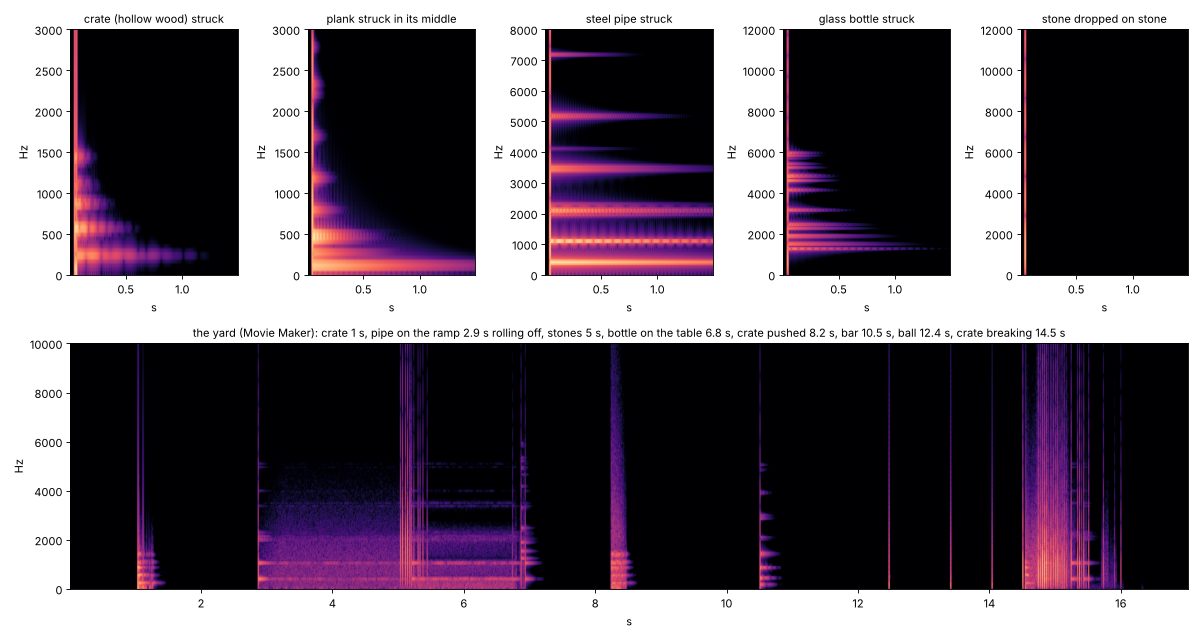 crate (hollow wood) struck
plank struck in its middle
steel pipe struck
glass bottle struck
stone dropped on stone
3000
2500
2000
1500
1000
500
0
Hz
0.5 1.0
s
3000
2500
2000
1500
1000
500
0
Hz
0.5 1.0
s
8000
7000
6000
5000
4000
3000
2000
1000
0
Hz
0.5 1.0
s
12000
10000
8000
6000
4000
2000
0
Hz
0.5 1.0
s
12000
10000
8000
6000
4000
2000
0
Hz
0.5 1.0
s
the yard (Movie Maker): crate 1 s, pipe on the ramp 2.9 s rolling off, stones 5 s, bottle on the table 6.8 s, crate pushed 8.2 s, bar 10.5 s, ball 12.4 s, crate breaking 14.5 s
10000
8000
6000
4000
2000
0
Hz
2 4 6 8 10 12 14 16
s